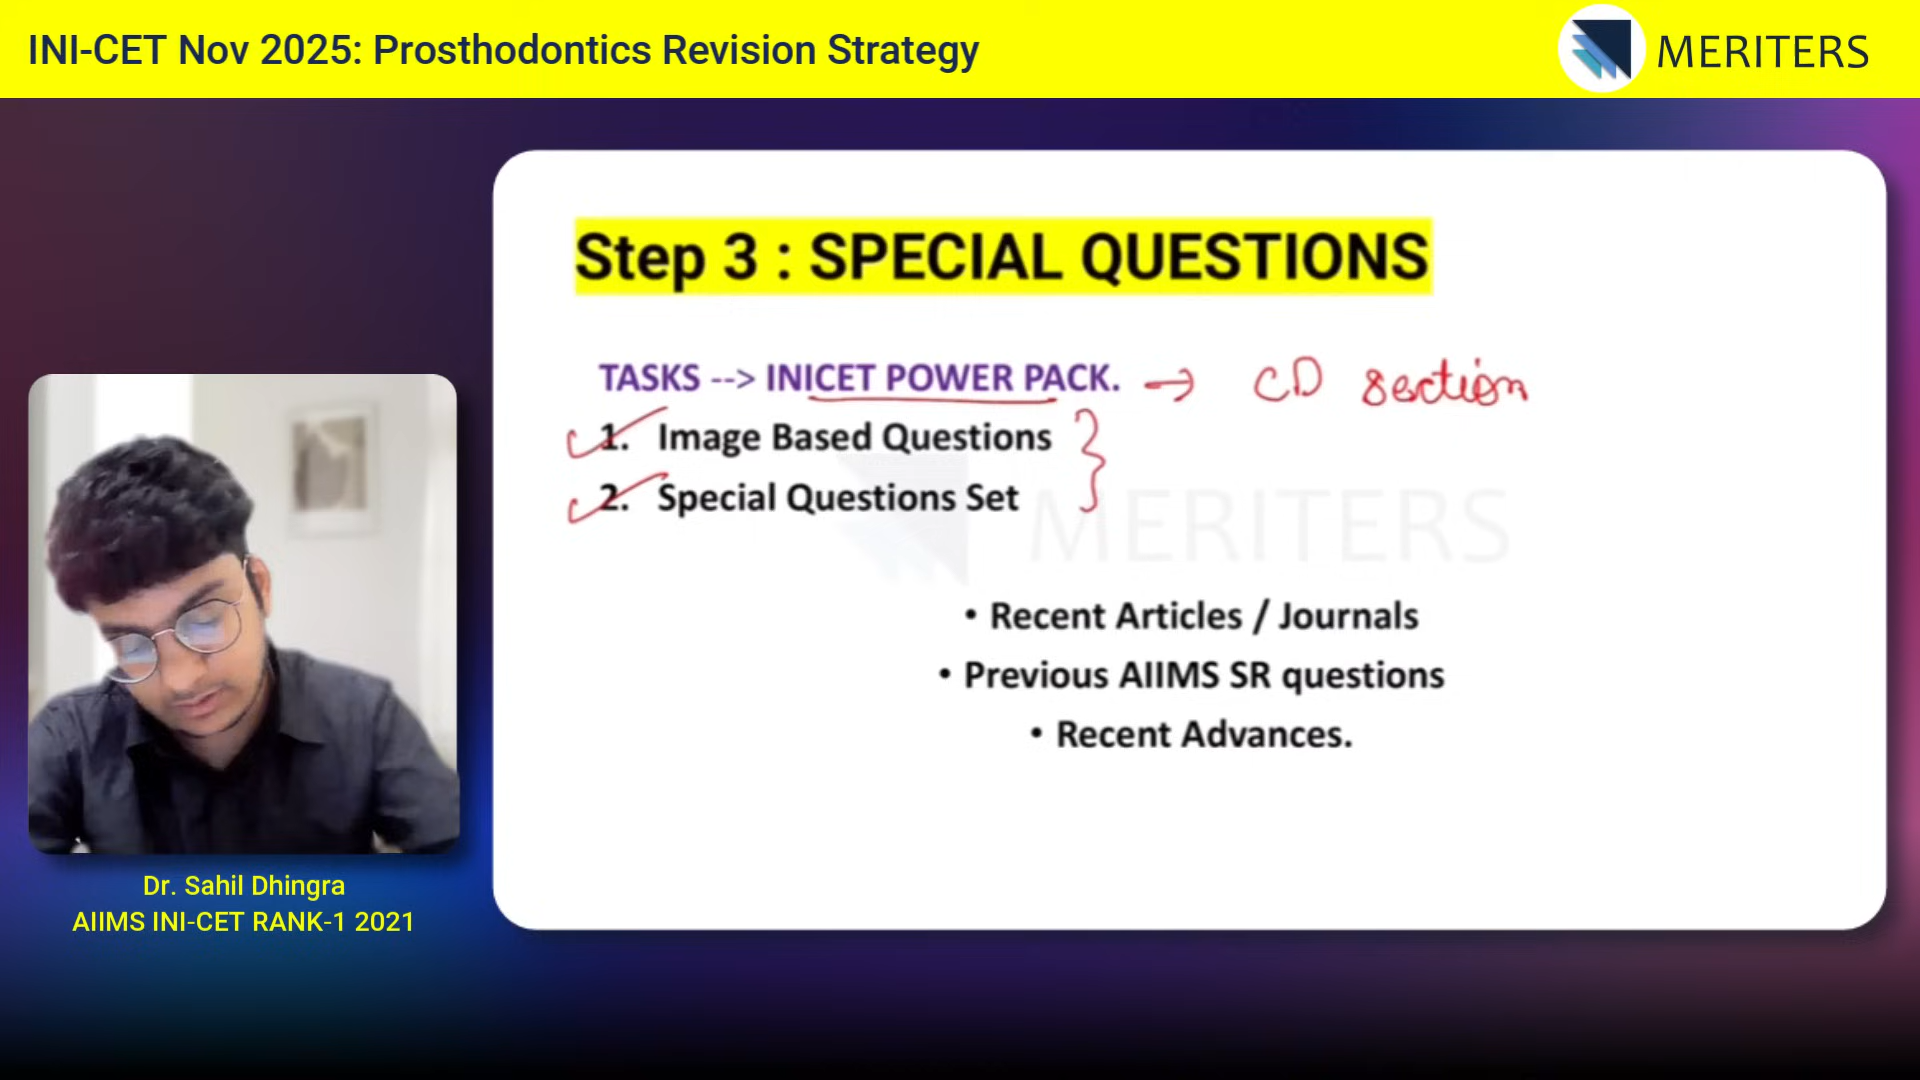 INI-CET Nov 2025: Prosthodontics Revision Strategy
MERITERS
Step 3 : SPECIAL QUESTIONS
TASKS --> INICET POWER PACK. → CD section
1. Image Based Questions
2. Special Questions Set
MERITERS
• Recent Articles / Journals
• Previous AIIMS SR questions
• Recent Advances.
Dr. Sahil Dhingra
AIIMS INI-CET RANK-1 2021